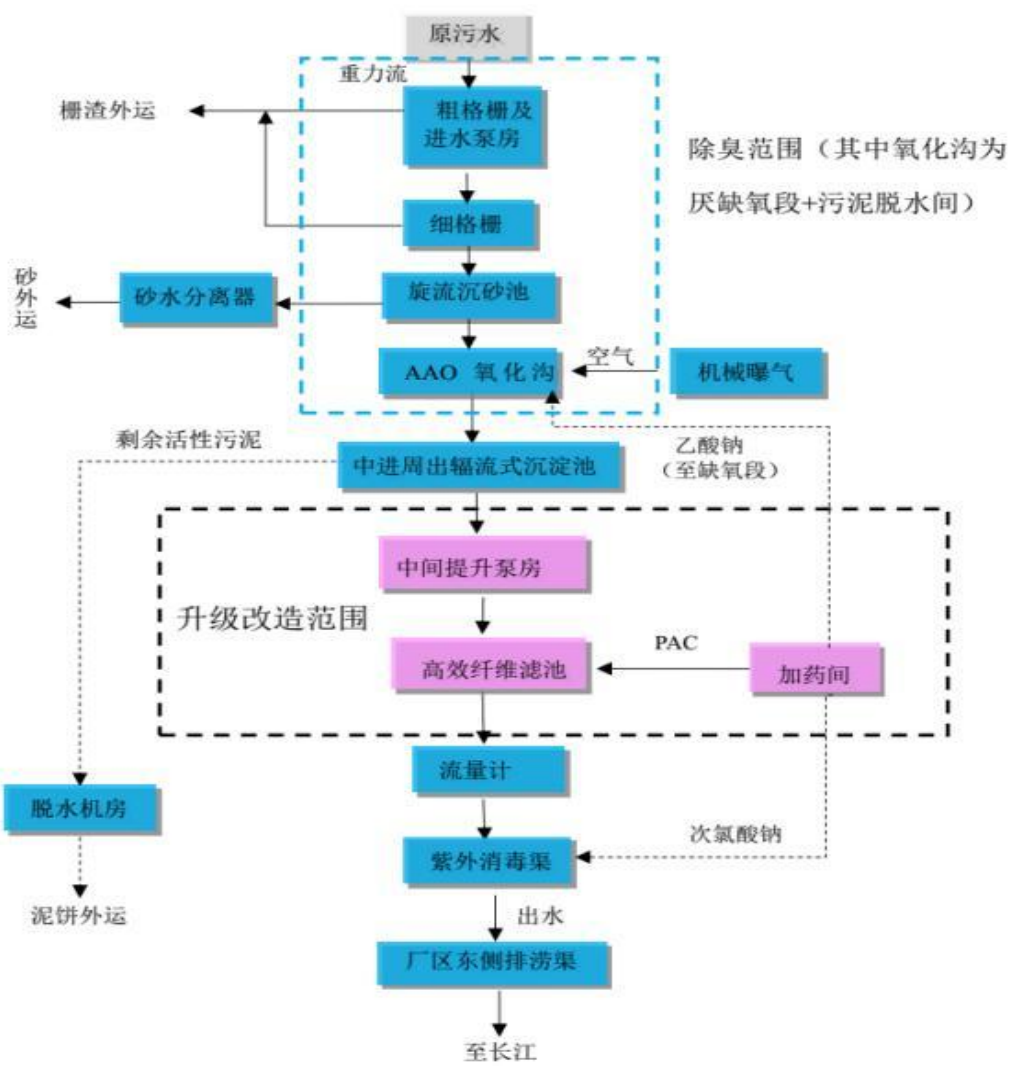 原污水
重力流
栅渣外运
粗格栅及
进水泵房
除臭范围（其中氧化沟为
厌缺氧段+污泥脱水间）
细格栅
砂外运
砂水分离器
旋流沉砂池
AAO 氧化沟
空气
机械曝气
剩余活性污泥
中进周出辐流式沉淀池
乙酸钠
（至缺氧段）
中间提升泵房
升级改造范围
高效纤维滤池
PAC
加药间
流量计
脱水机房
紫外消毒渠
次氯酸钠
泥饼外运
出水
厂区东侧排涝渠
至长江